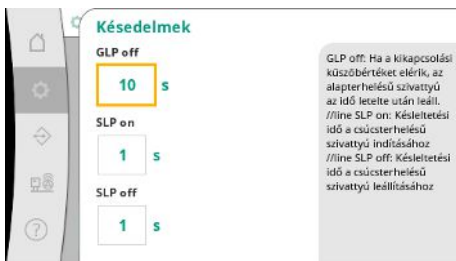 Késedelmek
GLP off
10 s
SLP on
1 s
SLP off
1 s
GLP off: Ha a kikapcsolási
küszöbértéket elérik, az
alapterhelésű szivattyú
az idő letelte után leáll.
//line SLP on: Késleltetési
idő a csúcsterhelésű
szivattyú indításához
//line SLP off: Késleltetési
idő a csúcsterhelésű
szivattyú leállításához
?